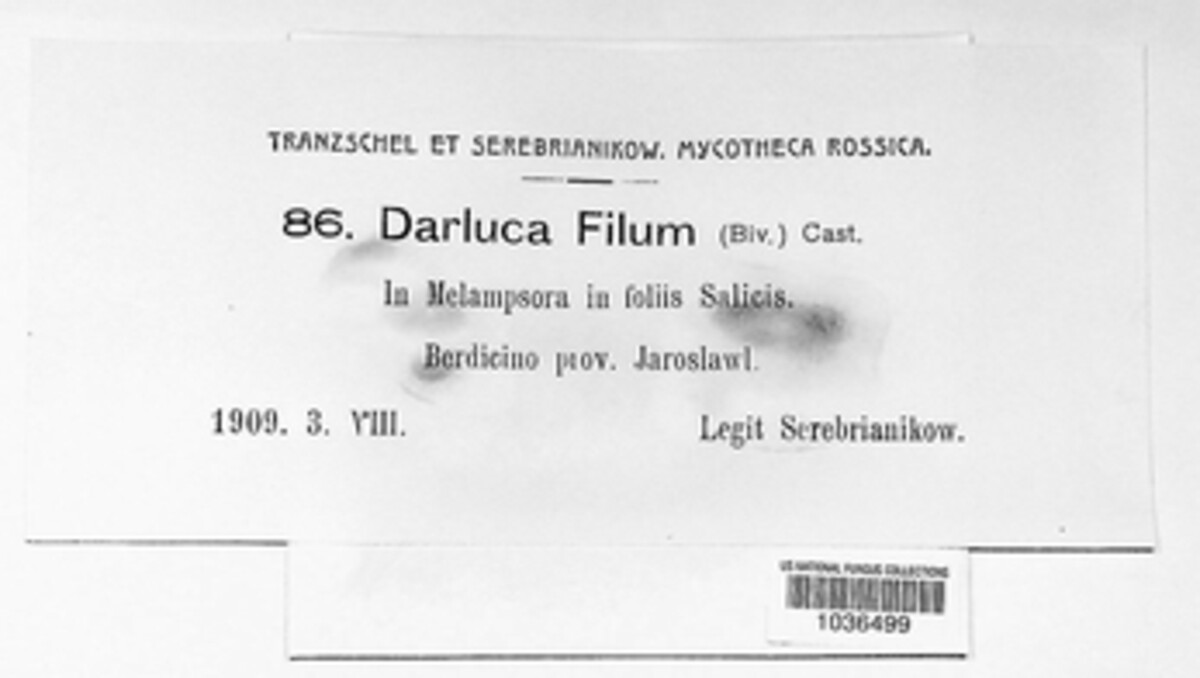 TRANZSCHEL ET SEREBRIANIKOW. MYCOTHECA ROSSICA.
86. Darluca Filum (Biv.) Cast.
In Melampsora in foliis Salicis.
Berdicino prov. Jaroslawl.
1909. 3. VIII. Legit Serebrianikow.
US NATIONAL FUNGUS COLLECTIONS
1036499